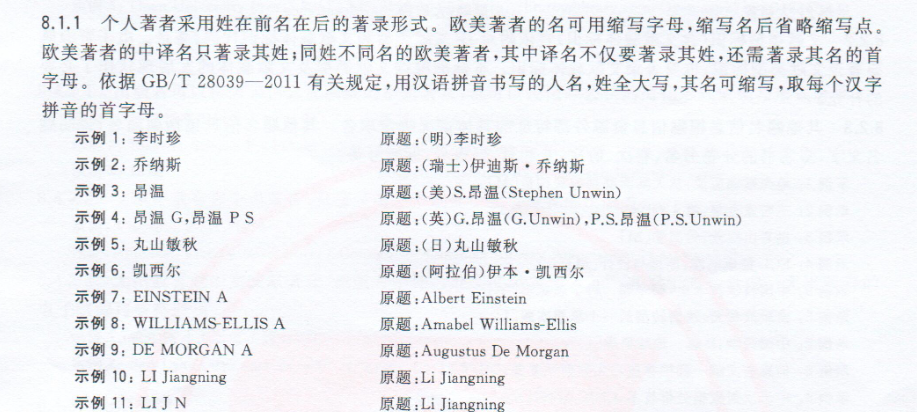 8.1.1 个人著者采用姓在前名在后的著录形式。欧美著者的名可用缩写字母,缩写名后省略缩写点。
欧美著者的中译名只著录其姓;同姓不同名的欧美著者,其中译名不仅要著录其姓,还需著录其名的首
字母。依据 GB/T 28039—2011 有关规定,用汉语拼音书写的人名,姓全大写,其名可缩写,取每个汉字
拼音的首字母。
示例 1: 李时珍 原题:(明)李时珍
示例 2: 乔纳斯 原题:(瑞士)伊迪斯·乔纳斯
示例 3: 昂温 原题:(美)S.昂温(Stephen Unwin)
示例 4: 昂温 G,昂温 P S 原题:(英)G.昂温(G.Unwin),P.S.昂温(P.S.Unwin)
示例 5: 丸山敏秋 原题:(日)丸山敏秋
示例 6: 凯西尔 原题:(阿拉伯)伊本·凯西尔
示例 7: EINSTEIN A 原题:Albert Einstein
示例 8: WILLIAMS-ELLIS A 原题:Amabel Williams-Ellis
示例 9: DE MORGAN A 原题:Augustus De Morgan
示例 10: LI Jiangning 原题:Li Jiangning
示例 11: LI J N 原题:Li Jiangning